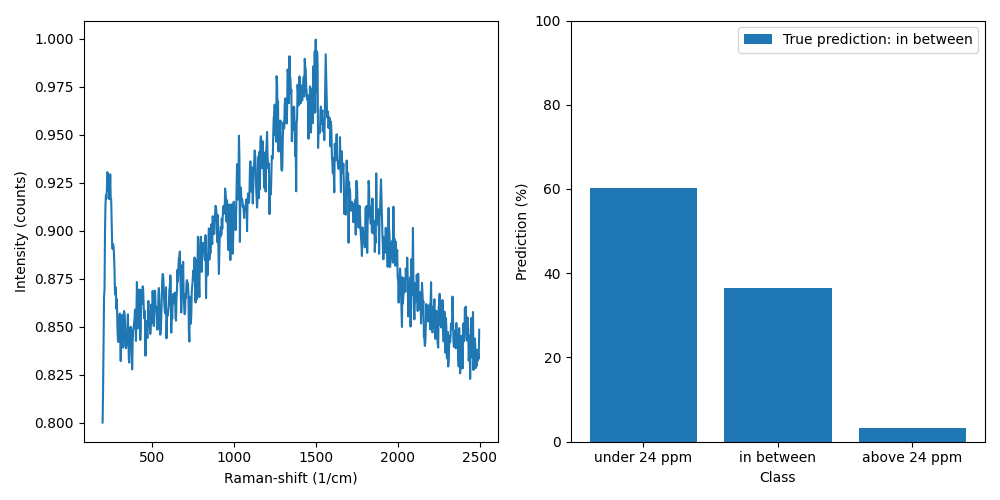 1.000
0.975
0.950
0.925
0.900
0.875
0.850
0.825
0.800
Intensity (counts)
500
1000
1500
2000
2500
Raman-shift (1/cm)
100
80
60
40
20
0
Prediction (%)
True prediction: in between
under 24 ppm
in between
above 24 ppm
Class